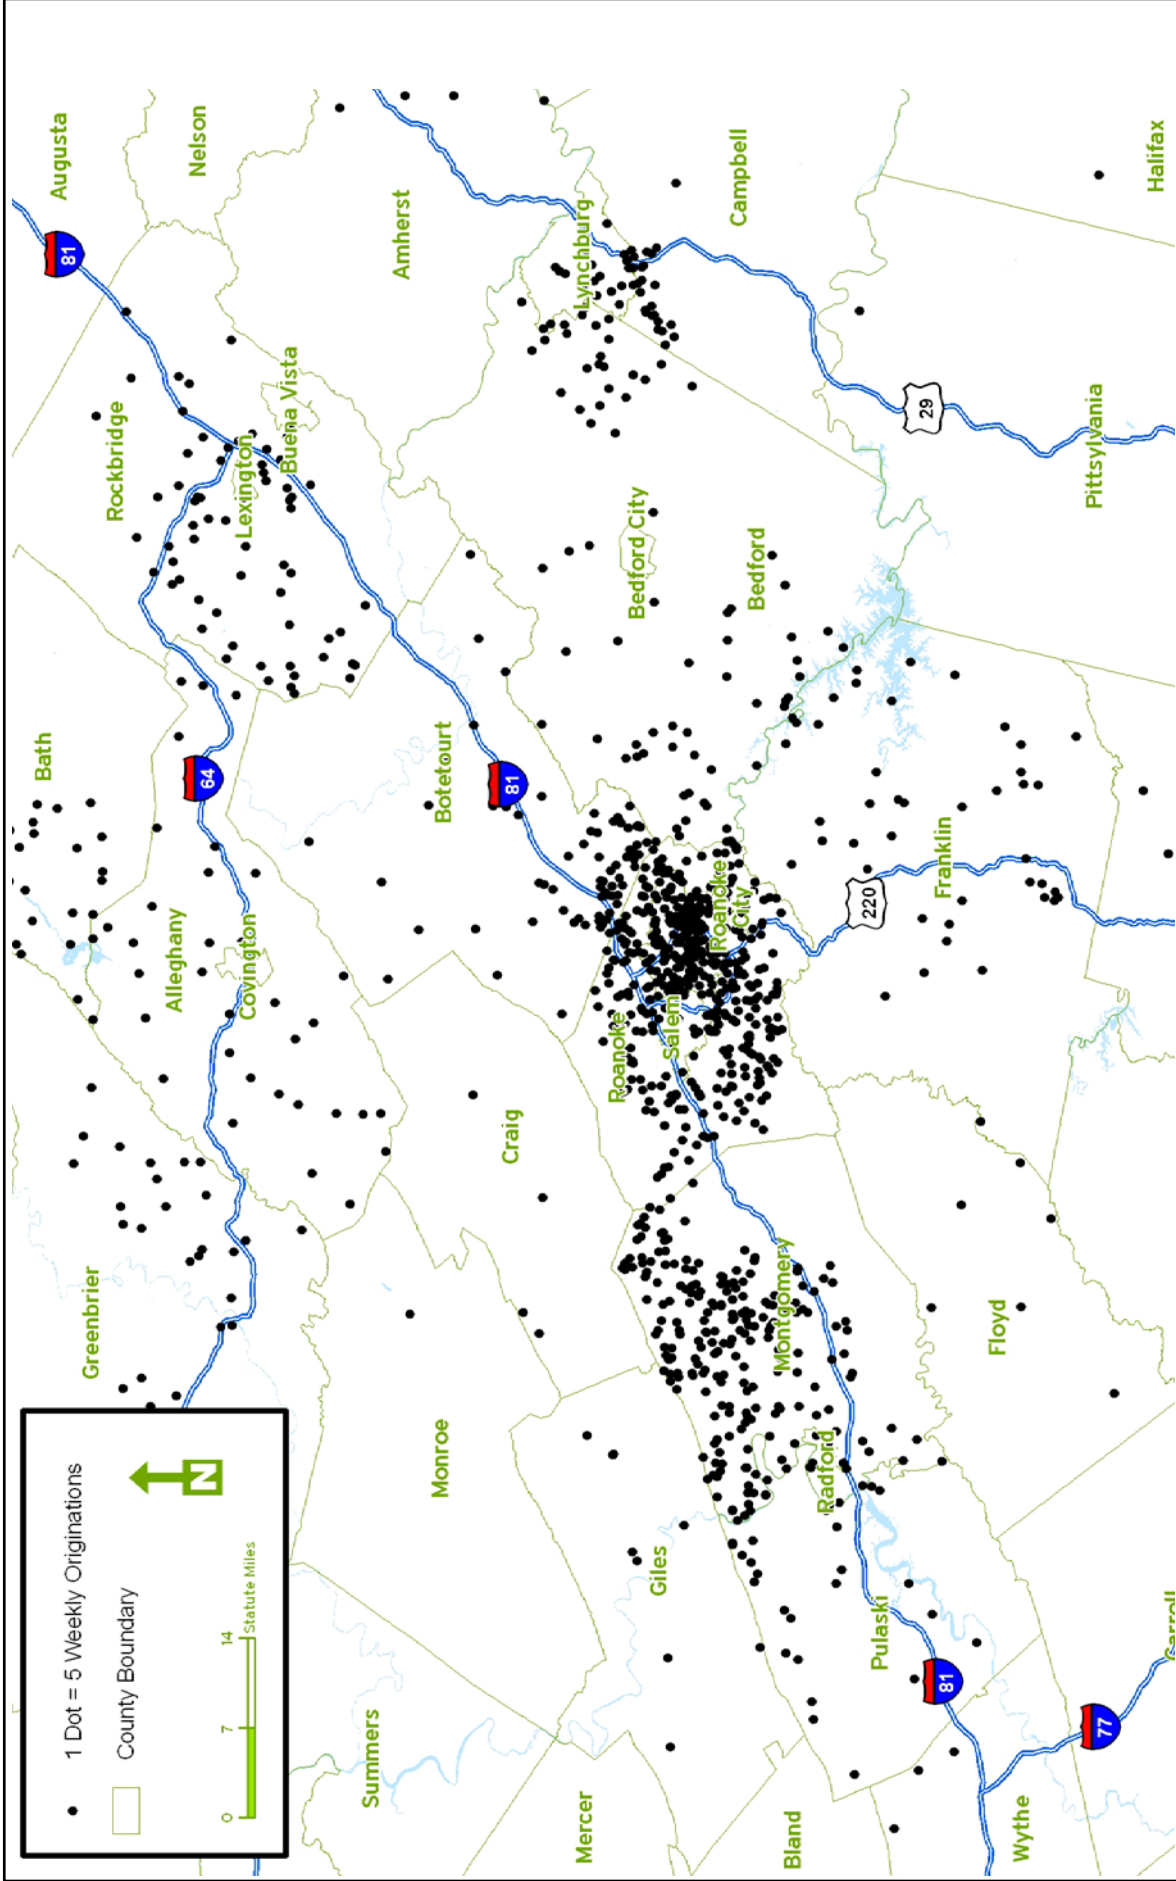 1 Dot = 5 Weekly Originations
County Boundary
0 7 14
Statute Miles
N
Greenbrier
Alleghany
Covington
Bath
64
Rockbridge
Lexington
Buena Vista
81
Augusta
Nelson
Amherst
Summers
Monroe
Craig
Botetourt
81
Mercer
Giles
Roanoke
Salem
Roanoke
City
Bedford City
Bedford
Lynchburg
Campbell
Bland
Pulaski
Radford
Montgomery
220
Franklin
29
Wythe
81
77
Floyd
Pittsylvania
Halifax